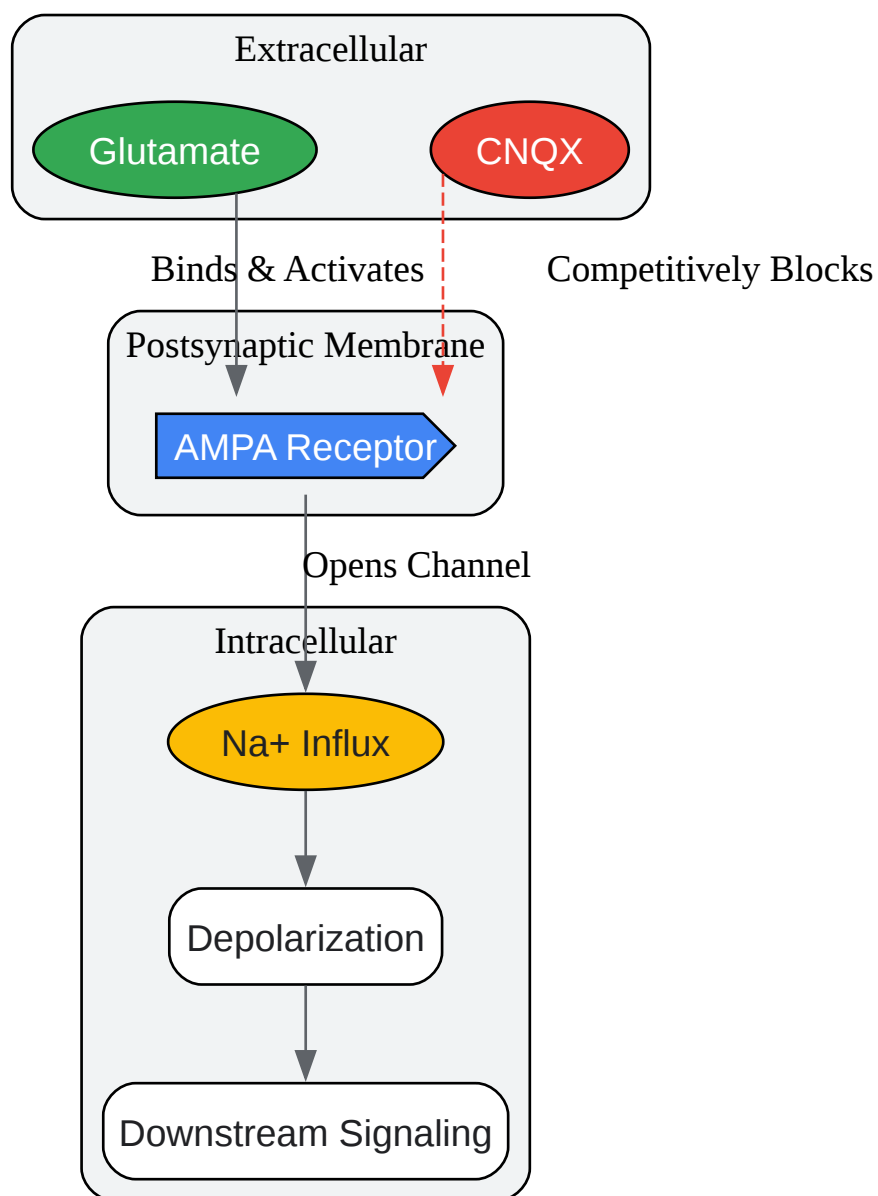 Extracellular
Glutamate
CNQX
Binds & Activates
Competitively Blocks
Postsynaptic Membrane
AMPA Receptor
Opens Channel
Intracellular
Na+ Influx
Depolarization
Downstream Signaling